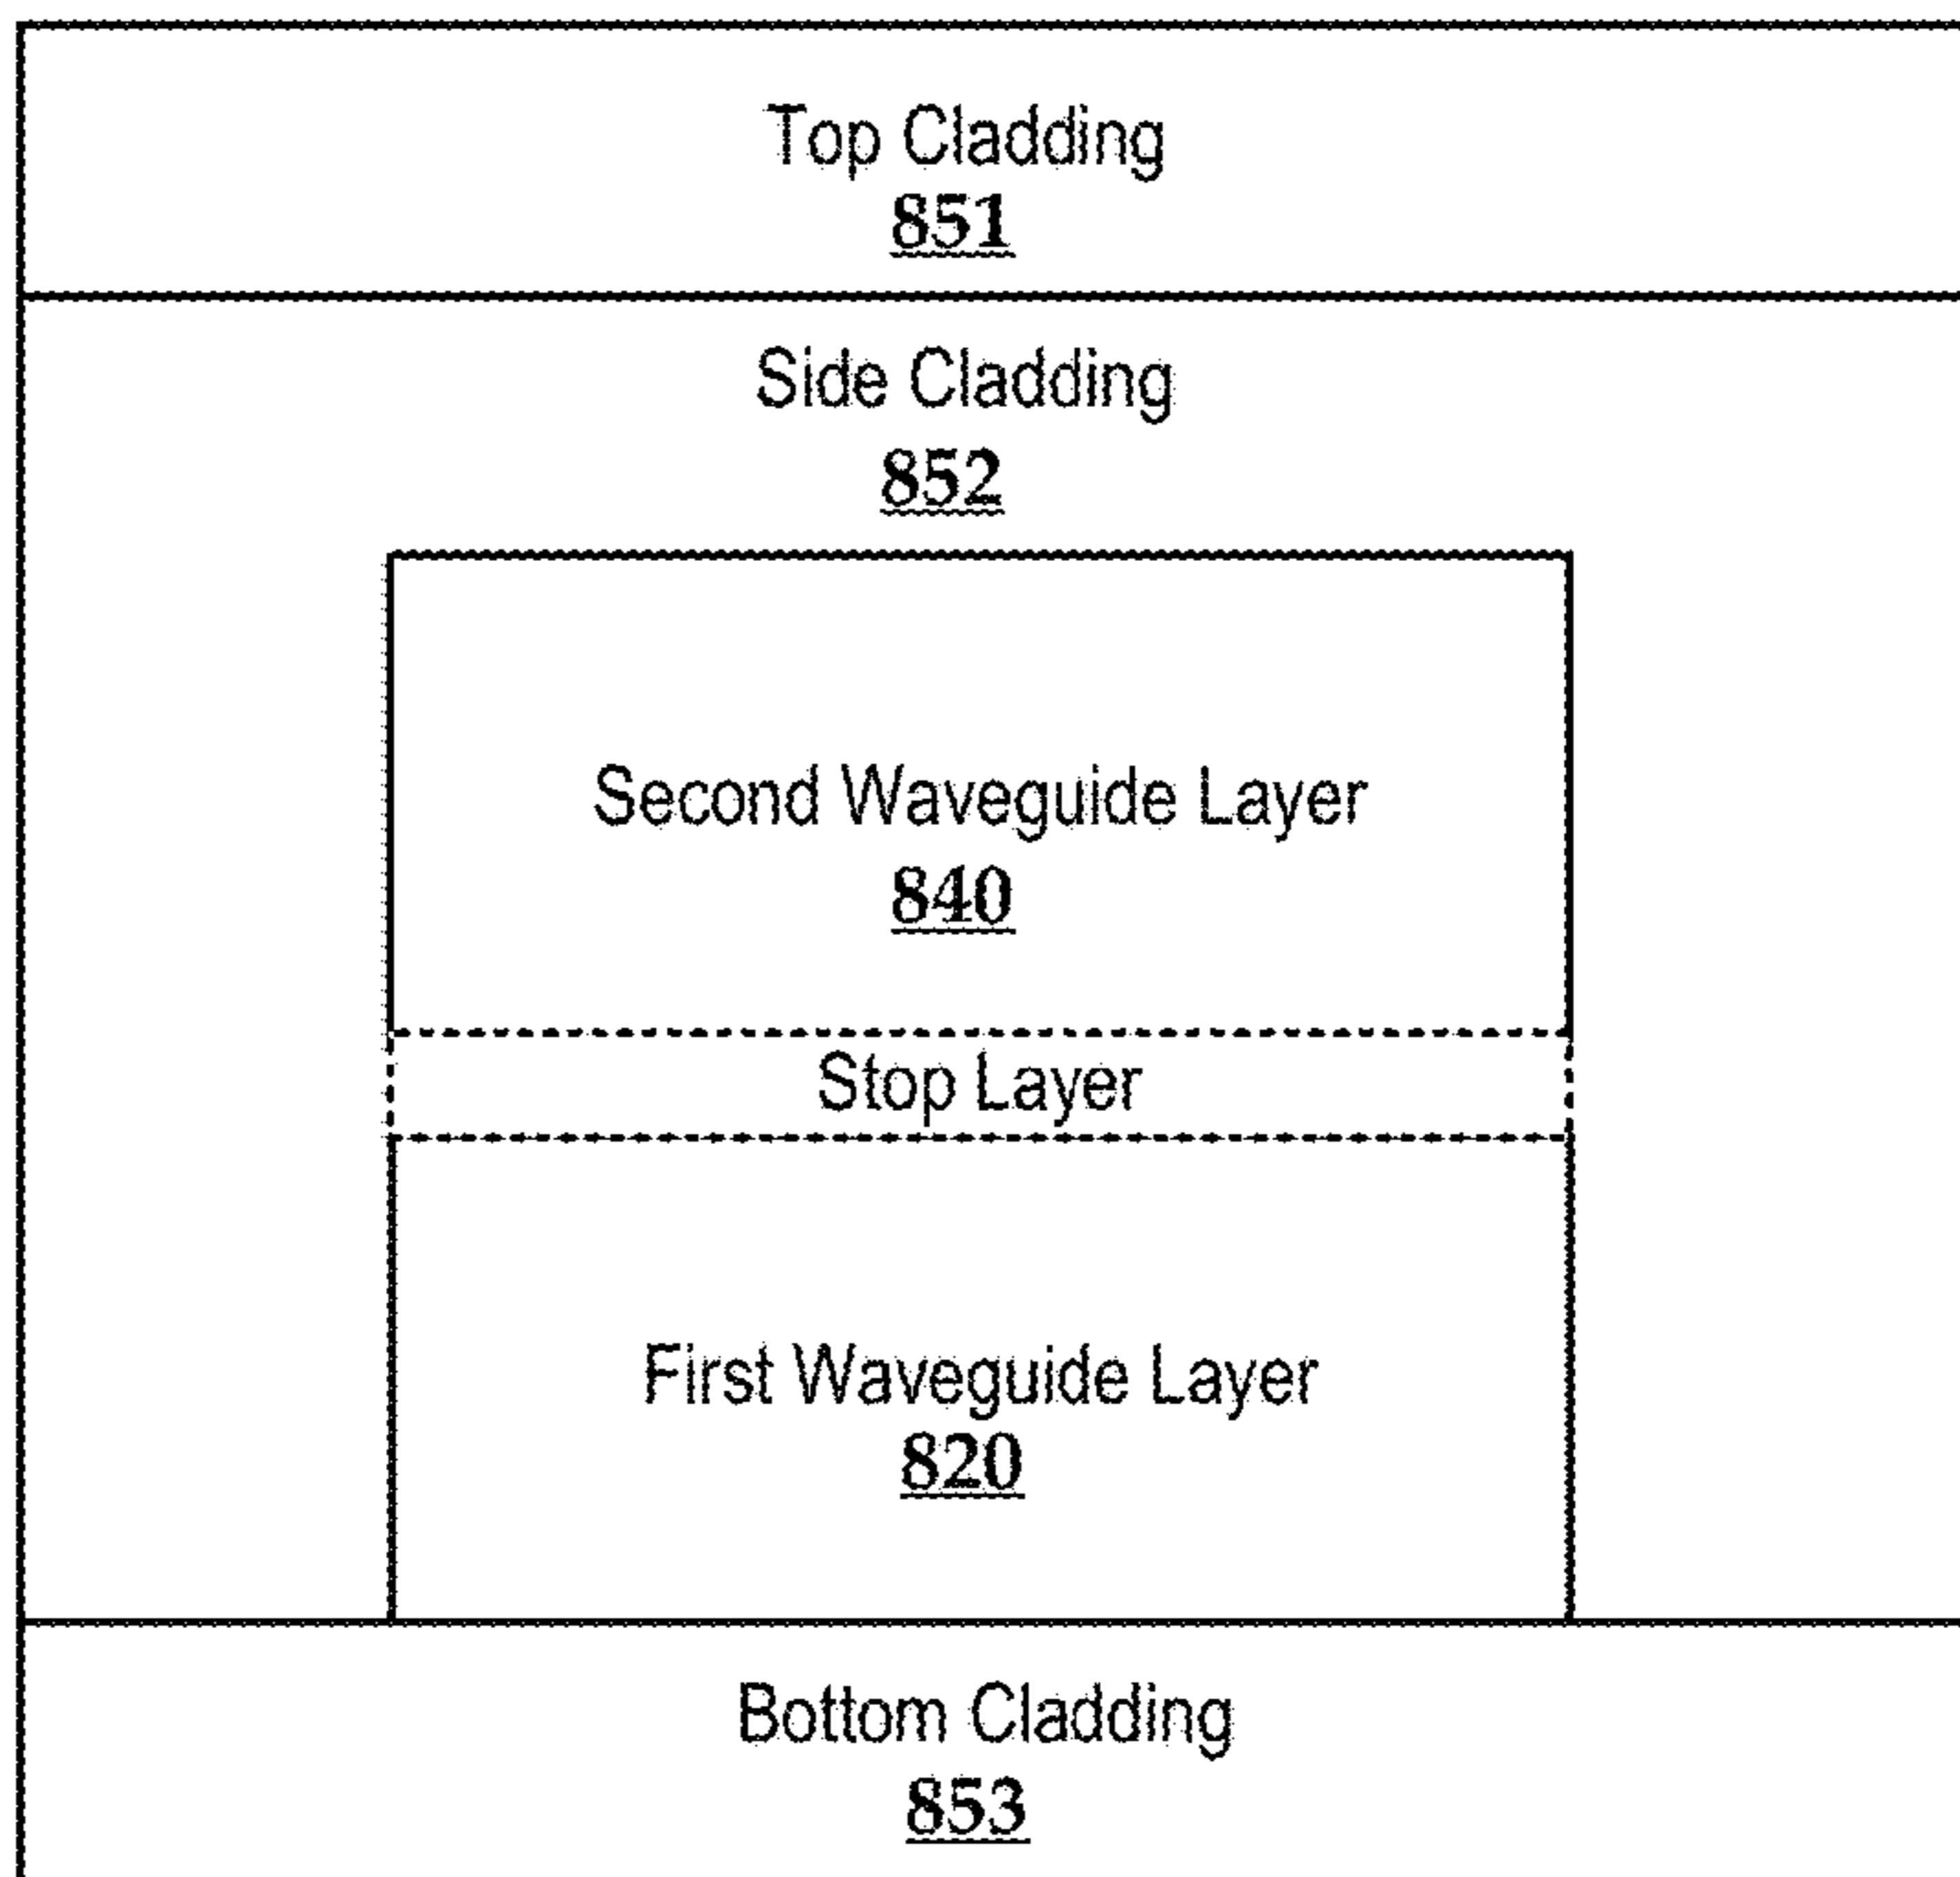 Top Cladding
851
Side Cladding
852
Second Waveguide Layer
840
Stop Layer
First Waveguide Layer
820
Bottom Cladding
853